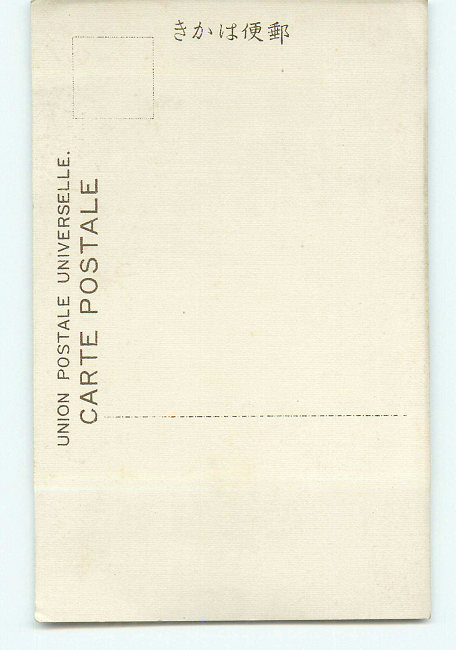 きかは便郵
UNION POSTALE UNIVERSELLE.
CARTE POSTALE